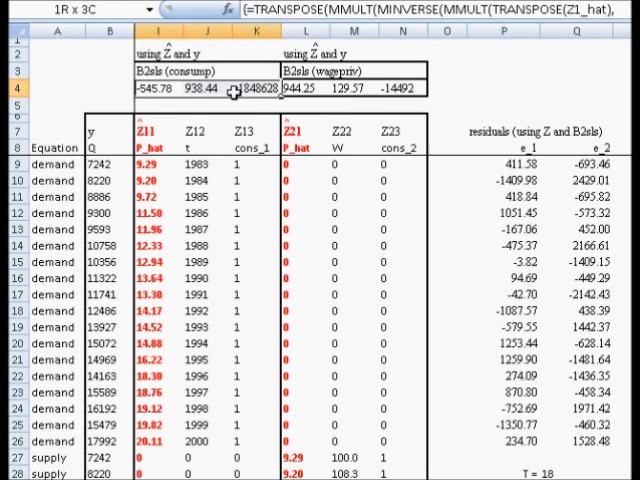 1R x 3C fx {=TRANSPOSE(MMULT(MINVERSE(MMULT(TRANSPOSE(Z1_hat),
A B I J K L M N O P Q
1
2 using Z^ and y using Z^ and y
3 B2sls (consump) B2sls (wagepriv)
4 -545.78 938.44 1848628 944.25 129.57 -14492
5
6
7 y Z11 Z12 Z13 Z21 Z22 Z23 residuals (using Z and B2sls)
8 Equation Q P_hat t cons_1 P_hat W cons_2 e_1 e_2
9 demand 7242 9.29 1983 1 0 0 0 411.58 -693.46
10 demand 8220 9.20 1984 1 0 0 0 -1409.98 2429.01
11 demand 8886 9.72 1985 1 0 0 0 418.84 -695.82
12 demand 9300 11.50 1986 1 0 0 0 1051.45 -573.32
13 demand 9593 11.96 1987 1 0 0 0 -167.06 452.00
14 demand 10758 12.33 1988 1 0 0 0 -475.37 2166.61
15 demand 10356 12.94 1989 1 0 0 0 -3.82 -1409.15
16 demand 11322 13.64 1990 1 0 0 0 94.69 -449.29
17 demand 11741 13.30 1991 1 0 0 0 -42.70 -2142.43
18 demand 12486 14.17 1992 1 0 0 0 -1087.57 438.39
19 demand 13927 14.52 1993 1 0 0 0 -579.55 1442.37
20 demand 15072 14.88 1994 1 0 0 0 1253.44 -628.14
21 demand 14969 16.22 1995 1 0 0 0 1259.90 -1481.64
22 demand 14163 18.30 1996 1 0 0 0 274.09 -1436.35
23 demand 15589 18.76 1997 1 0 0 0 870.80 -458.34
24 demand 16192 19.12 1998 1 0 0 0 -752.69 1971.42
25 demand 15479 19.82 1999 1 0 0 0 -1350.77 -460.32
26 demand 17992 20.11 2000 1 0 0 0 234.70 1528.48
27 supply 7242 0 0 0 9.29 100.0 1
28 supply 8220 0 0 0 9.20 108.3 1 T = 18